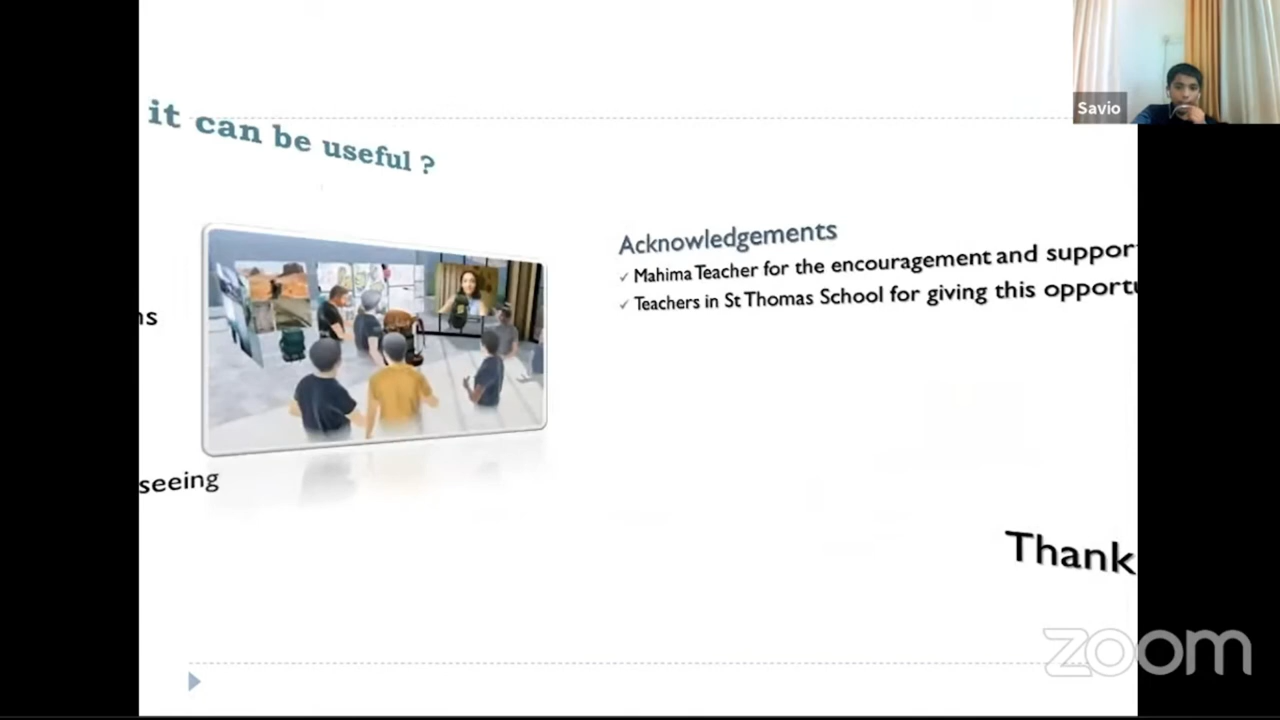 Savio
it can be useful ?
Acknowledgements
✓ Mahima Teacher for the encouragement and suppor
✓ Teachers in St Thomas School for giving this opportu
ns
seeing
Thank
zoom